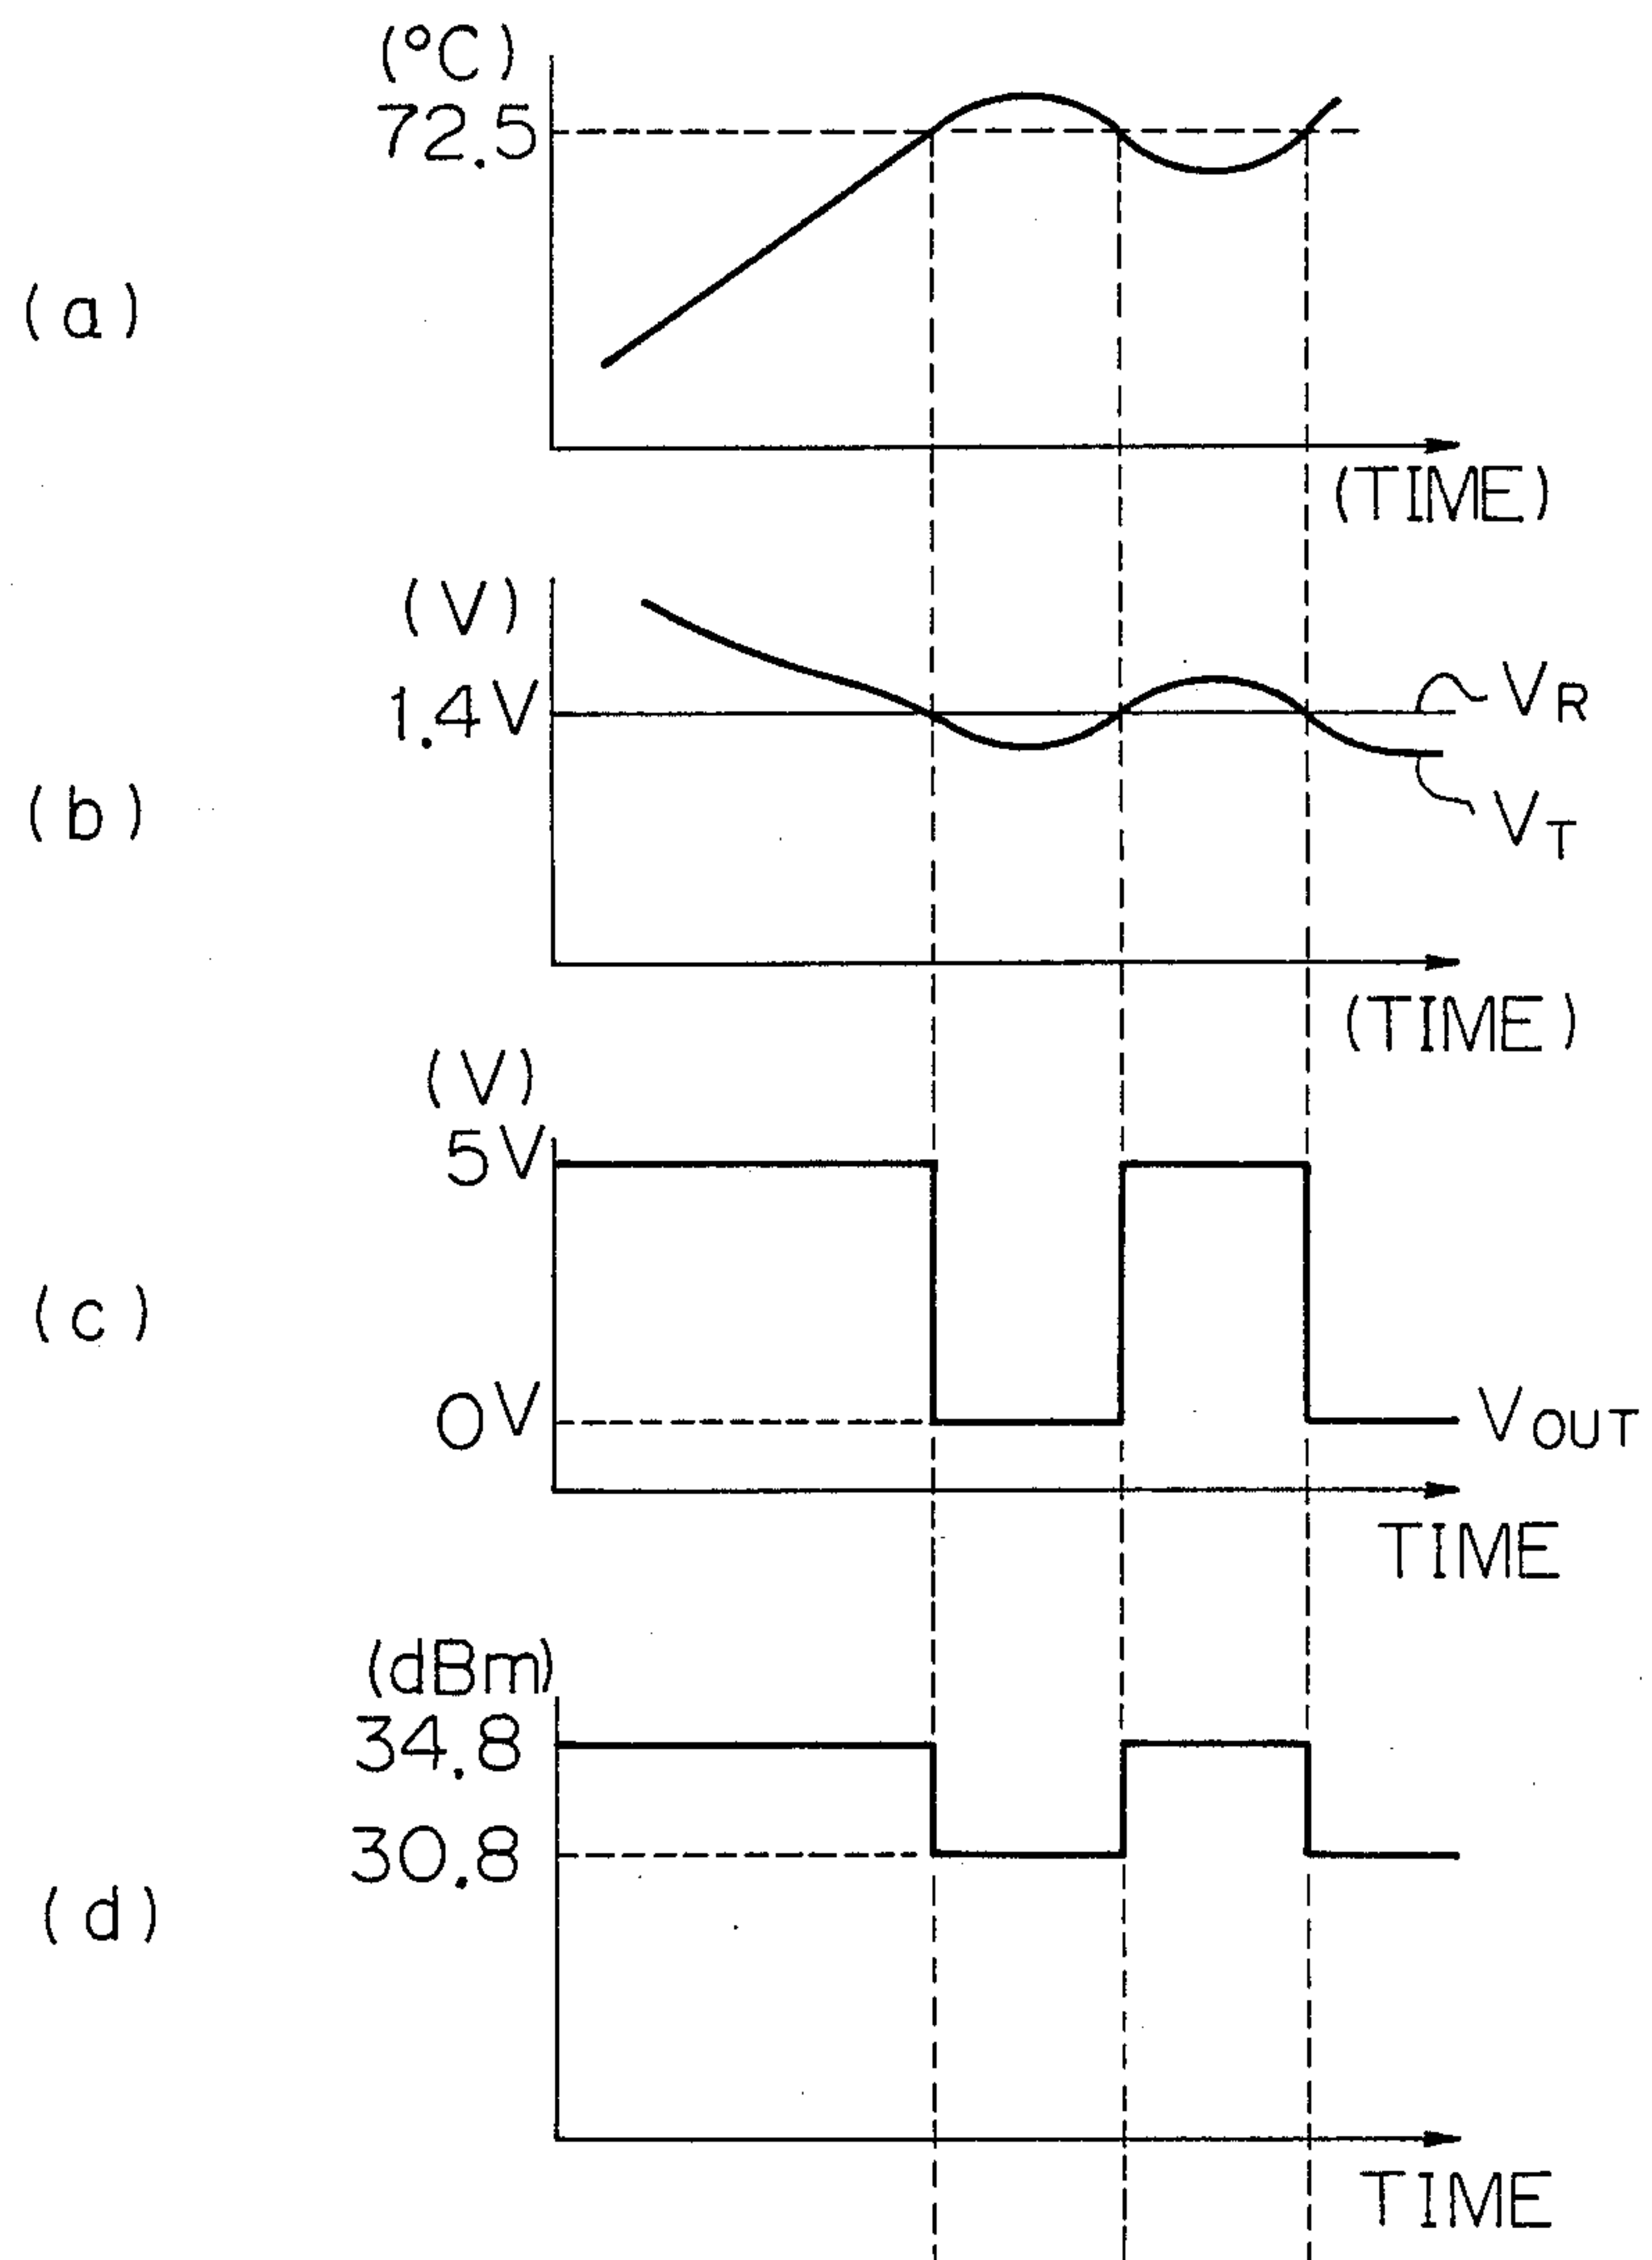 (°C)
72.5
(a)
(TIME)
(V)
1.4V
VR
VT
(b)
(TIME)
(V)
5V
(c)
0V
VOUT
TIME
(dBm)
34.8
30.8
(d)
TIME